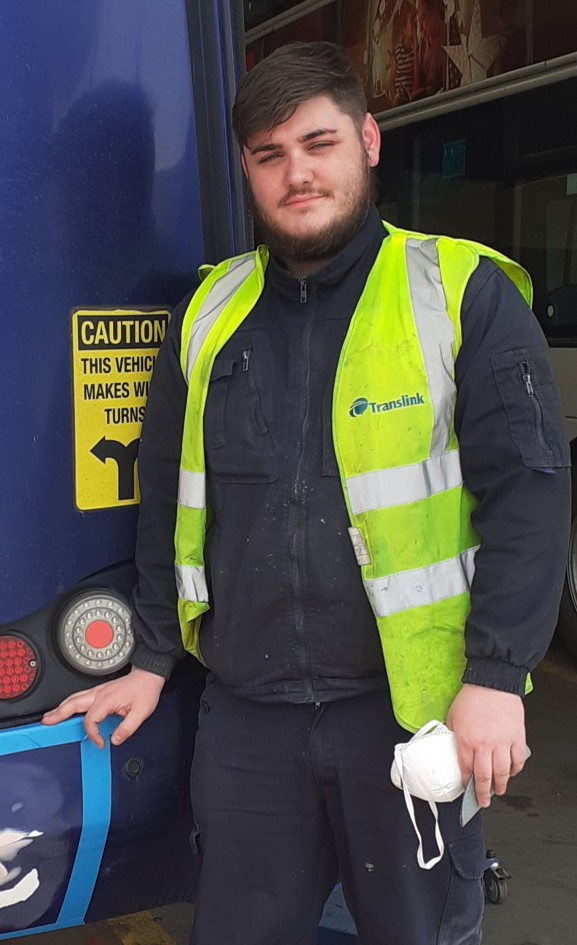 CAUTION
THIS VEHIC
MAKES WI
TURNS
Translink